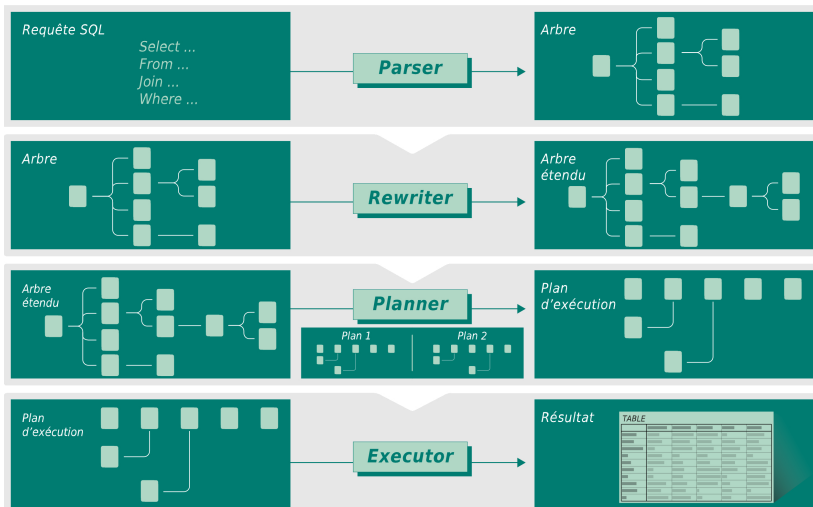 Requête SQL
Select ...
From ...
Join ...
Where ...
Parser
Arbre
Arbre
Rewriter
Arbre
étendu
Arbre
étendu
Planner
Plan 1
Plan 2
Plan
d’exécution
Plan
d’exécution
Executor
Résultat
TABLE